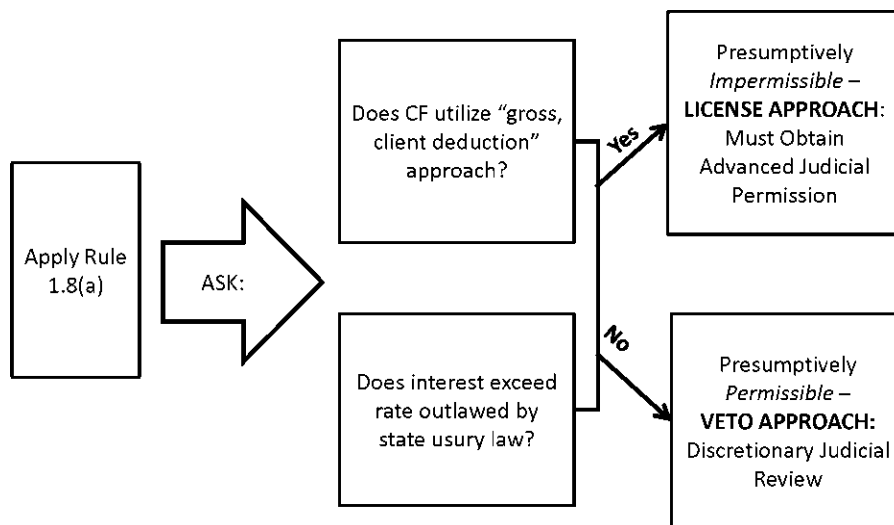 Apply Rule
1.8(a)
ASK:
Does CF utilize “gross,
client deduction”
approach?
Does interest exceed
rate outlawed by
state usury law?
Yes
No
Presumptively
Impermissible –
LICENSE APPROACH:
Must Obtain
Advanced Judicial
Permission
Presumptively
Permissible –
VETO APPROACH:
Discretionary Judicial
Review